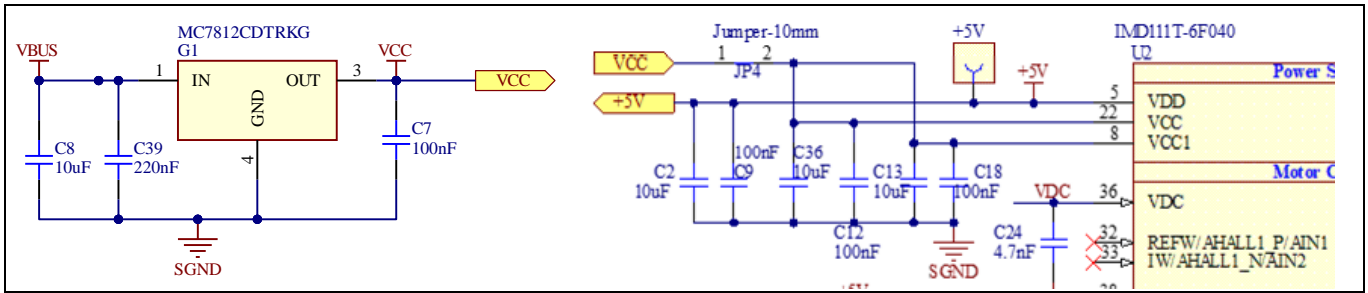 MC7812CDTRKG
G1
VBUS
VCC
1
IN
OUT
3
VCC
GND
4
C8
10uF
C39
220nF
C7
100nF
SGND
Jumper-10mm
VCC
1
2
JP4
+5V
+5V
+5V
IMD111T-6F040
U2
Power S
5
VDD
22
VCC
8
VCC1
C2
10uF
100nF
C9
C36
10uF
C12
100nF
C13
10uF
C18
100nF
SGND
Motor C
VDC
36
VDC
C24
4.7nF
32
REFW/AHALL1_P/AIN1
33
IW/AHALL1_N/AIN2
+5V